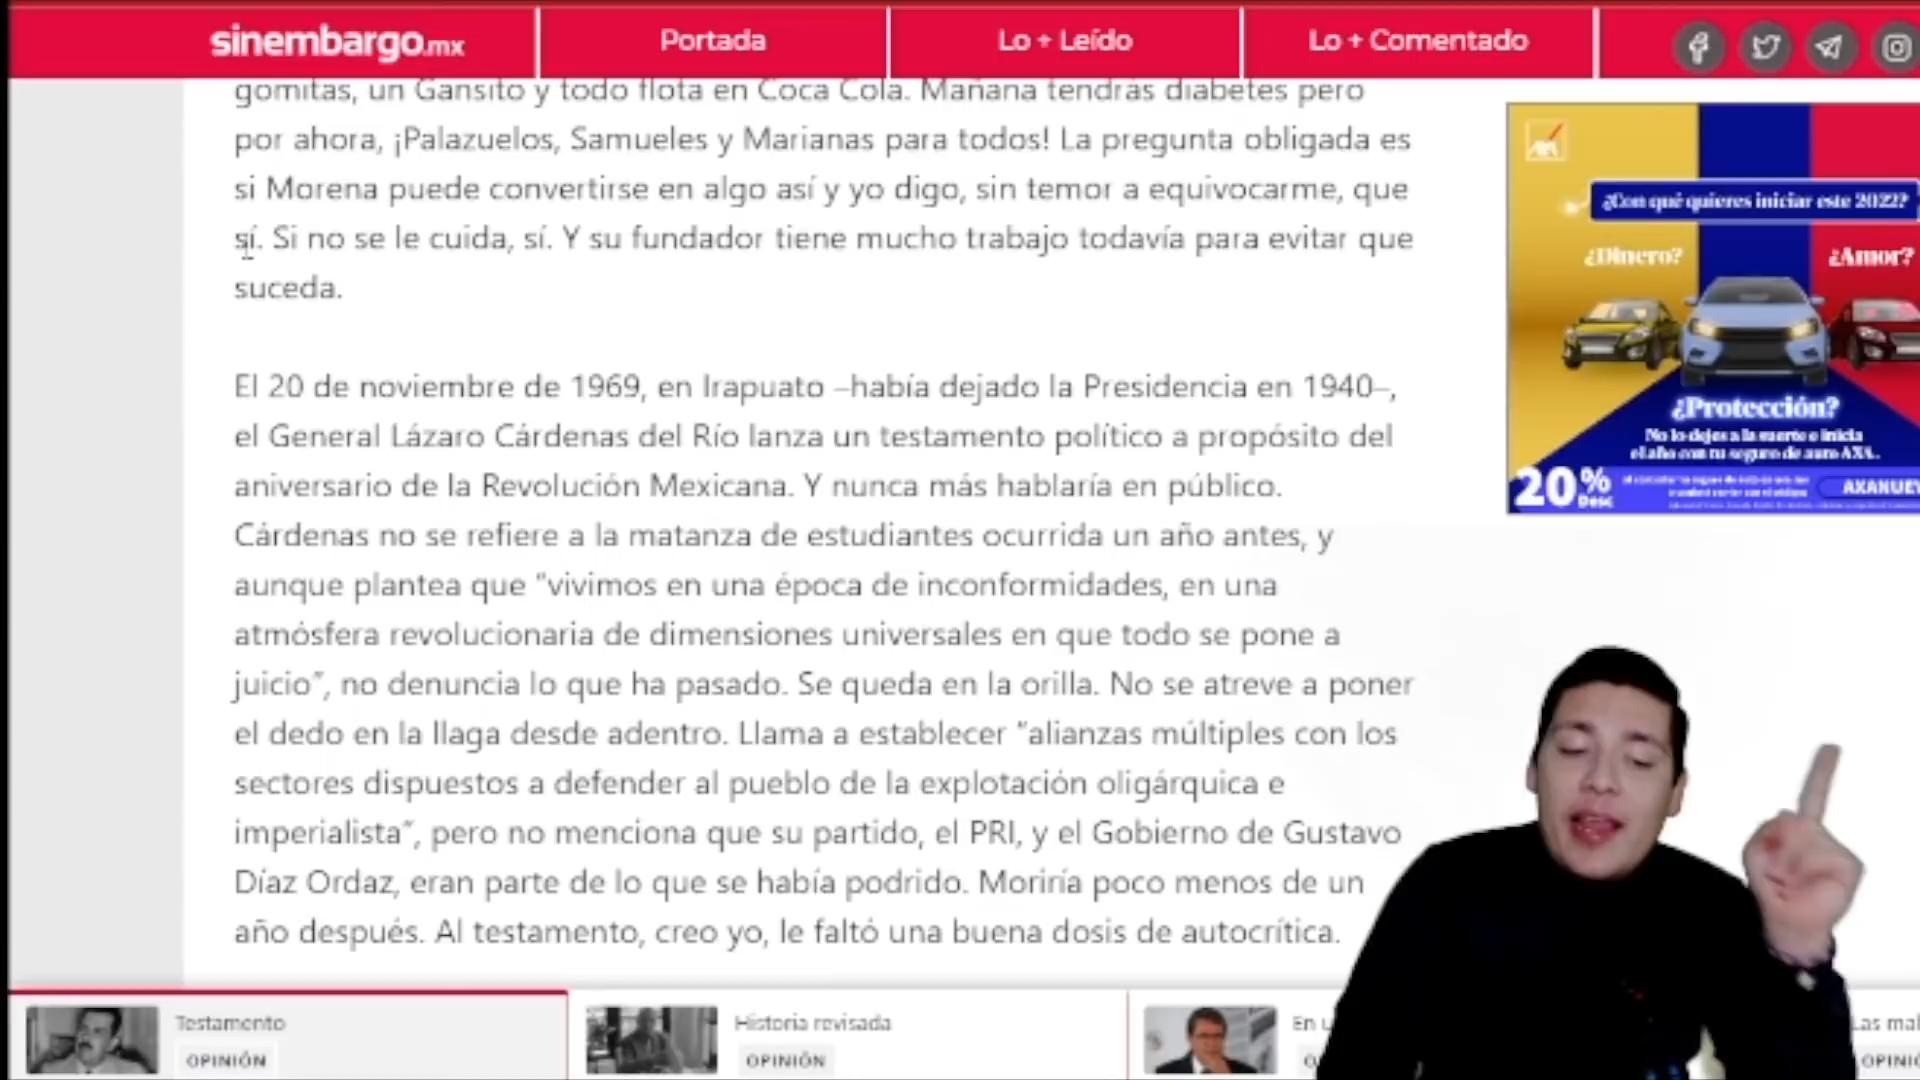 sinembargo.mx
Portada
Lo + Leído
Lo + Comentado
gomitas, un Gansito y todo flota en Coca Cola. Mañana tendrás diabetes pero
por ahora, ¡Palazuelos, Samueles y Marianas para todos! La pregunta obligada es
si Morena puede convertirse en algo así y yo digo, sin temor a equivocarme, que
sí. Si no se le cuida, sí. Y su fundador tiene mucho trabajo todavía para evitar que
suceda.
El 20 de noviembre de 1969, en Irapuato –había dejado la Presidencia en 1940–,
el General Lázaro Cárdenas del Río lanza un testamento político a propósito del
aniversario de la Revolución Mexicana. Y nunca más hablaría en público.
Cárdenas no se refiere a la matanza de estudiantes ocurrida un año antes, y
aunque plantea que “vivimos en una época de inconformidades, en una
atmósfera revolucionaria de dimensiones universales en que todo se pone a
juicio”, no denuncia lo que ha pasado. Se queda en la orilla. No se atreve a poner
el dedo en la llaga desde adentro. Llama a establecer “alianzas múltiples con los
sectores dispuestos a defender al pueblo de la explotación oligárquica e
imperialista”, pero no menciona que su partido, el PRI, y el Gobierno de Gustavo
Díaz Ordaz, eran parte de lo que se había podrido. Moriría poco menos de un
año después. Al testamento, creo yo, le faltó una buena dosis de autocrítica.
¿Con qué quieres iniciar este 2022?
¿Dinero?
¿Amor?
¿Protección?
No lo dejes a la suerte e inicia
el año con tu seguro de auto AXA.
20% Desc
AXANUEV
Testamento
OPINIÓN
Historia revisada
OPINIÓN
En u
O
Las mal
OPINIÓ